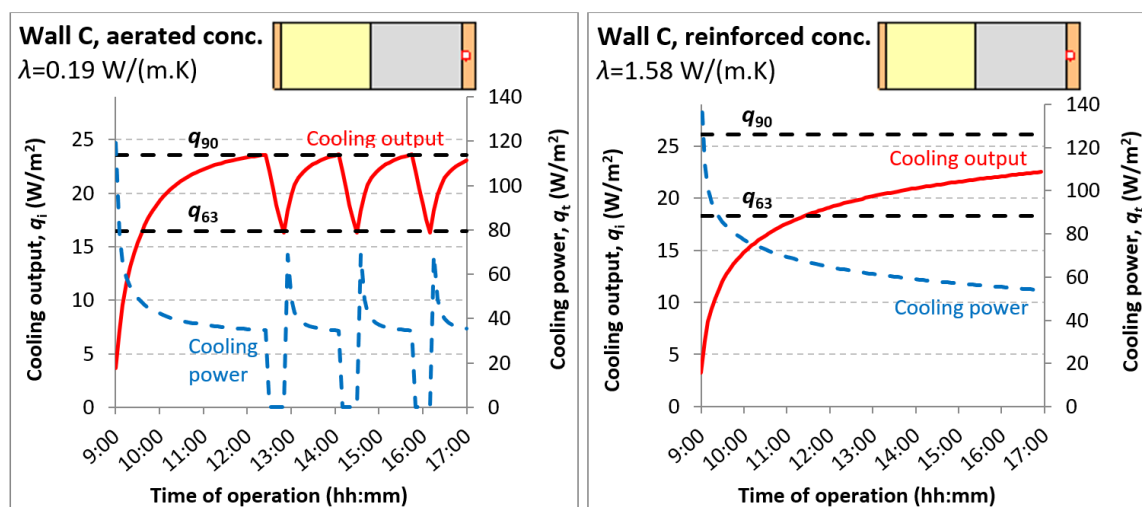 Wall C, aerated conc.
λ=0.19 W/(m.K)
Cooling output, qi (W/m²)
25
20
15
10
5
0
q90
q63
Cooling output
Cooling
power
140
120
100
80
60
40
20
0
Cooling power, qt (W/m²)
9:00
10:00
11:00
12:00
13:00
14:00
15:00
16:00
17:00
Time of operation (hh:mm)
Wall C, reinforced conc.
λ=1.58 W/(m.K)
Cooling output, qi (W/m²)
25
20
15
10
5
0
q90
Cooling output
q63
Cooling power
140
120
100
80
60
40
20
0
Cooling power, qt (W/m²)
9:00
10:00
11:00
12:00
13:00
14:00
15:00
16:00
17:00
Time of operation (hh:mm)